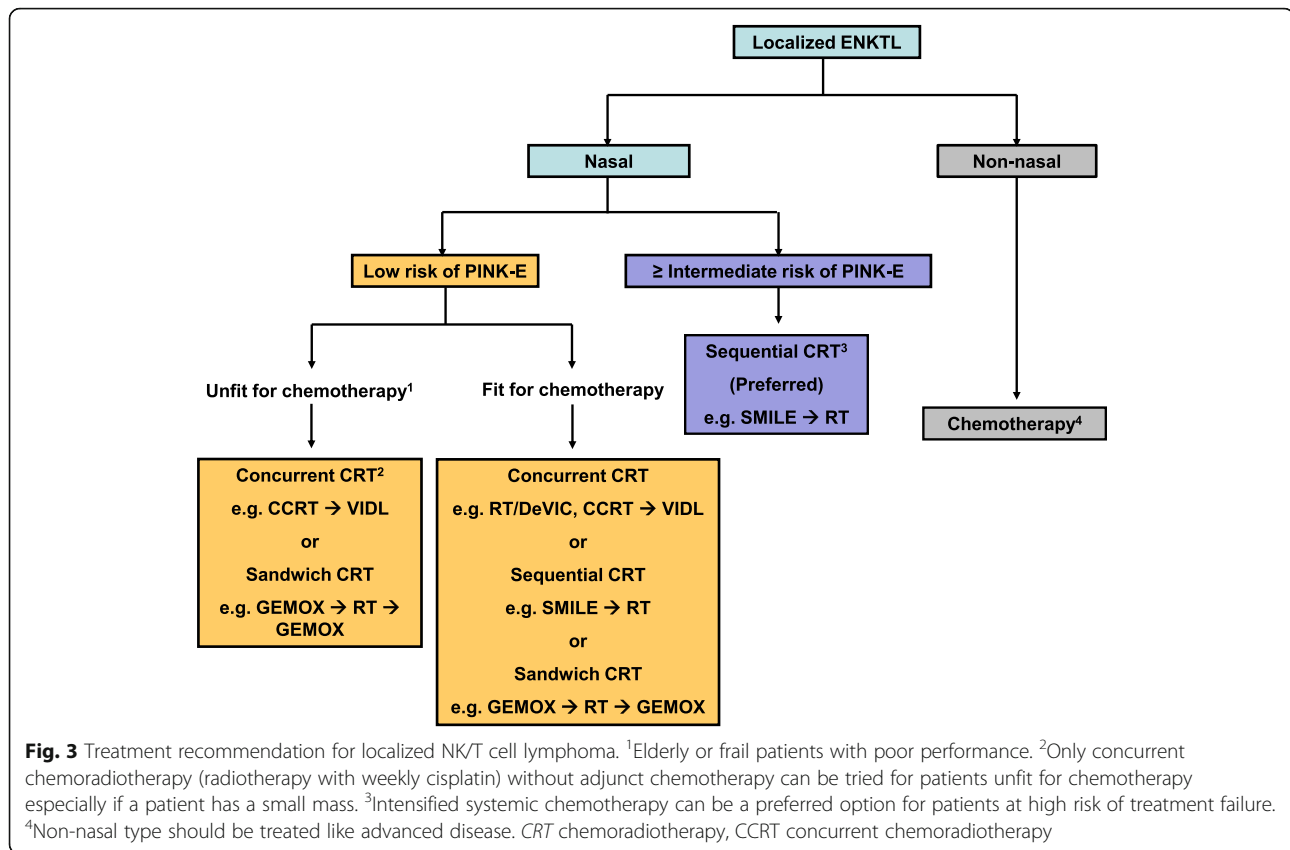 Localized ENKTL
Nasal
Non-nasal
Low risk of PINK-E
≥ Intermediate risk of PINK-E
Sequential CRT³
(Preferred)
e.g. SMILE → RT
Unfit for chemotherapy¹
Fit for chemotherapy
Chemotherapy⁴
Concurrent CRT²
e.g. CCRT → VIDL
or
Sandwich CRT
e.g. GEMOX → RT →
GEMOX
Concurrent CRT
e.g. RT/DeVIC, CCRT → VIDL
or
Sequential CRT
e.g. SMILE → RT
or
Sandwich CRT
e.g. GEMOX → RT → GEMOX
Fig. 3 Treatment recommendation for localized NK/T cell lymphoma. ¹Elderly or frail patients with poor performance. ²Only concurrent
chemoradiotherapy (radiotherapy with weekly cisplatin) without adjunct chemotherapy can be tried for patients unfit for chemotherapy
especially if a patient has a small mass. ³Intensified systemic chemotherapy can be a preferred option for patients at high risk of treatment failure.
⁴Non-nasal type should be treated like advanced disease. CRT chemoradiotherapy, CCRT concurrent chemoradiotherapy